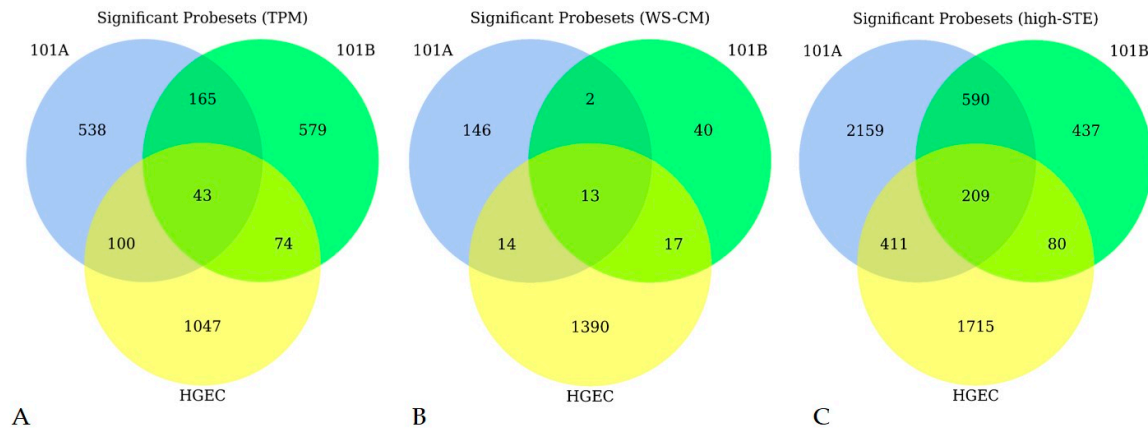 Significant Probesets (TPM)
101A
101B
165
538
579
43
100
74
1047
HGEC
A
Significant Probesets (WS-CM)
101A
101B
2
146
40
13
14
17
1390
HGEC
B
Significant Probesets (high-STE)
101A
101B
590
2159
437
209
411
80
1715
HGEC
C